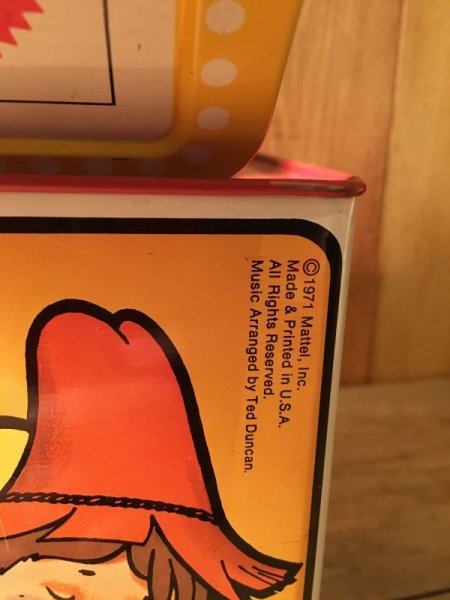 ©1971 Mattel, Inc.
Made & Printed in U.S.A.
All Rights Reserved.
Music Arranged by Ted Duncan.